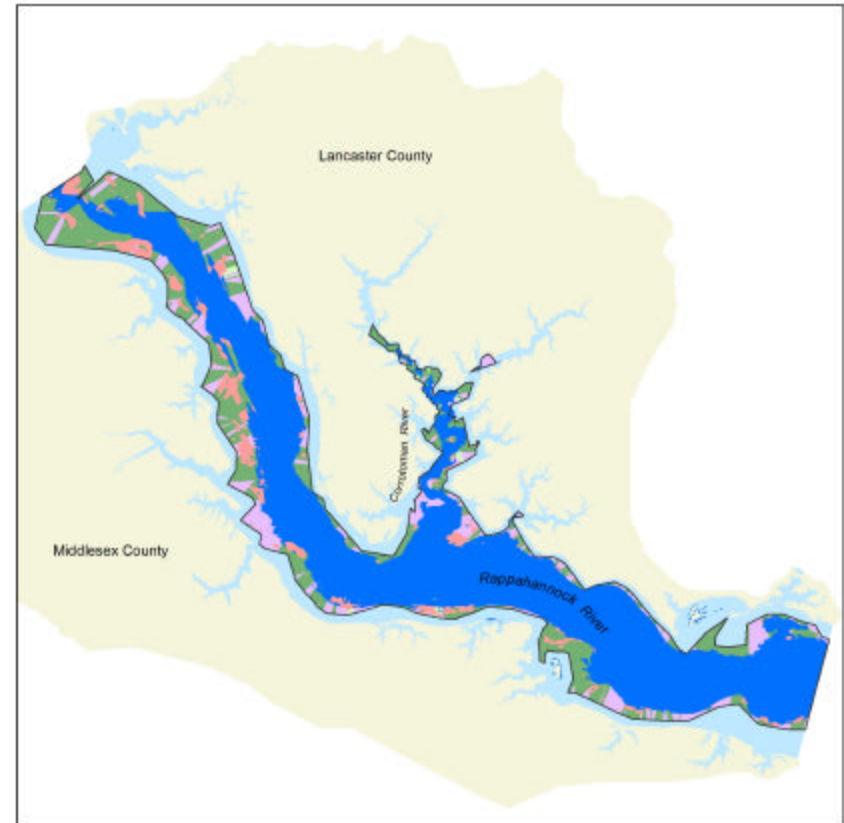 Lancaster County
Corrotoman River
Middlesex County
Rappahannock River